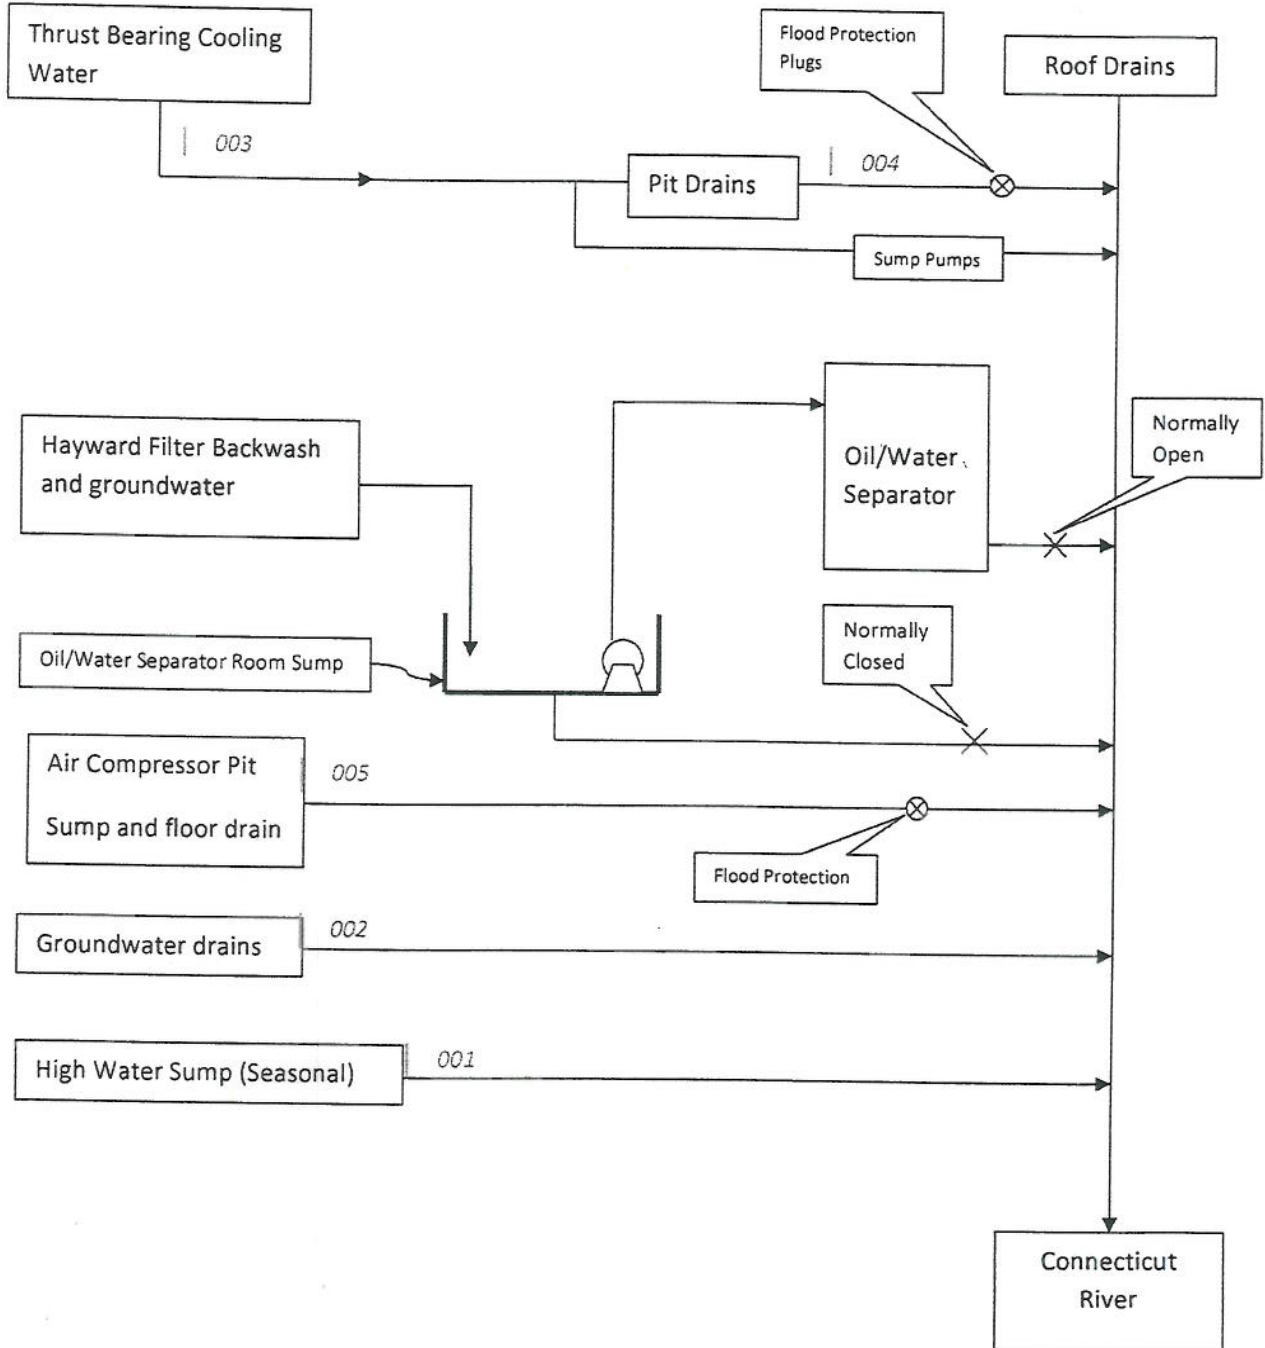 Thrust Bearing Cooling
Water
Flood Protection
Plugs
Roof Drains
003
Pit Drains
004
Sump Pumps
Hayward Filter Backwash
and groundwater
Oil/Water
Separator
Normally
Open
Oil/Water Separator Room Sump
Normally
Closed
Air Compressor Pit
Sump and floor drain
005
Flood Protection
Groundwater drains
002
High Water Sump (Seasonal)
001
Connecticut
River